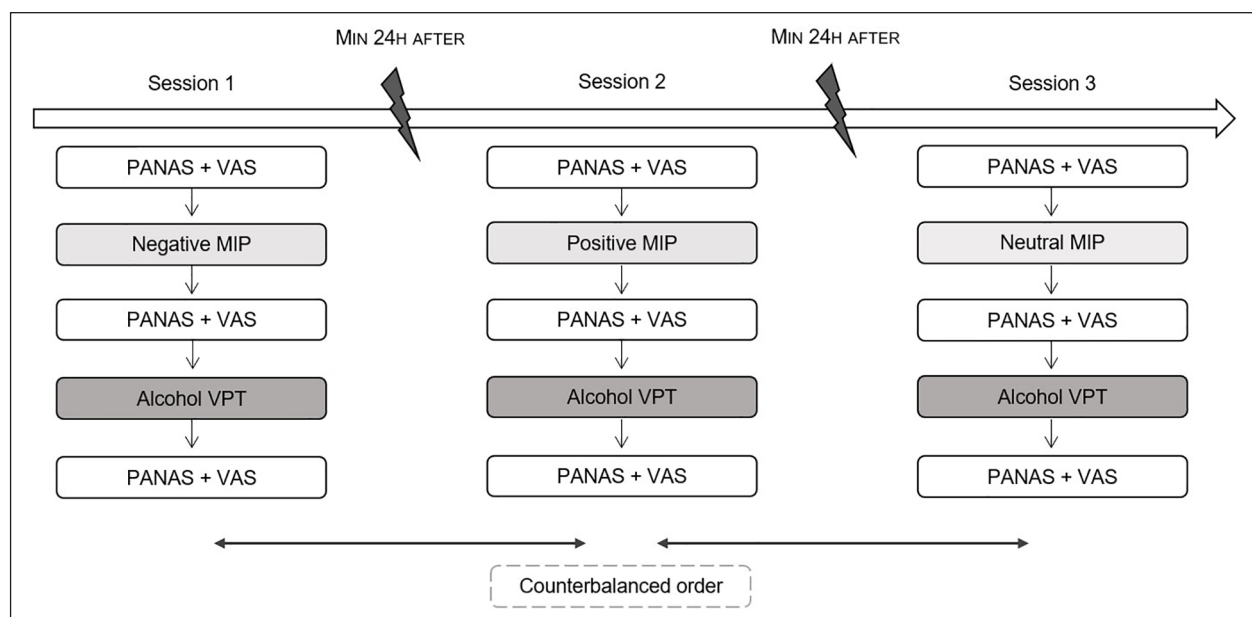 MIN 24H AFTER
MIN 24H AFTER
Session 1
Session 2
Session 3
PANAS + VAS
PANAS + VAS
PANAS + VAS
Negative MIP
Positive MIP
Neutral MIP
PANAS + VAS
PANAS + VAS
PANAS + VAS
Alcohol VPT
Alcohol VPT
Alcohol VPT
PANAS + VAS
PANAS + VAS
PANAS + VAS
Counterbalanced order